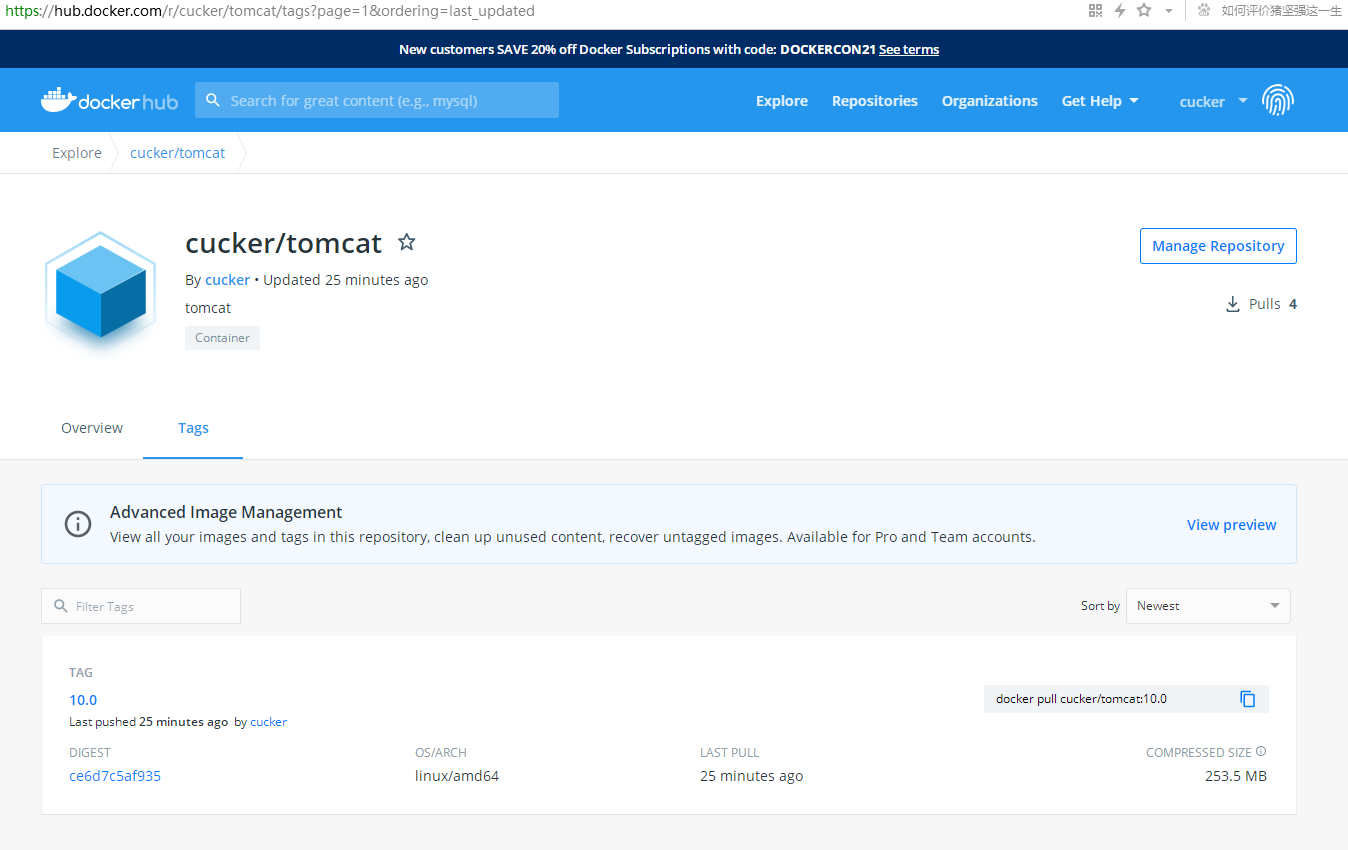 https://hub.docker.com/r/cucker/tomcat/tags?page=1&ordering=last_updated
如何评价猪坚强这一生
New customers SAVE 20% off Docker Subscriptions with code: DOCKERCON21 See terms
docker hub
Search for great content (e.g., mysql)
Explore
Repositories
Organizations
Get Help
cucker
Explore
cucker/tomcat
cucker/tomcat
Manage Repository
By cucker • Updated 25 minutes ago
Pulls 4
tomcat
Container
Overview
Tags
Advanced Image Management
View all your images and tags in this repository, clean up unused content, recover untagged images. Available for Pro and Team accounts.
View preview
Filter Tags
Sort by
Newest
TAG
10.0
docker pull cucker/tomcat:10.0
Last pushed 25 minutes ago by cucker
DIGEST
OS/ARCH
LAST PULL
COMPRESSED SIZE
ce6d7c5af935
linux/amd64
25 minutes ago
253.5 MB